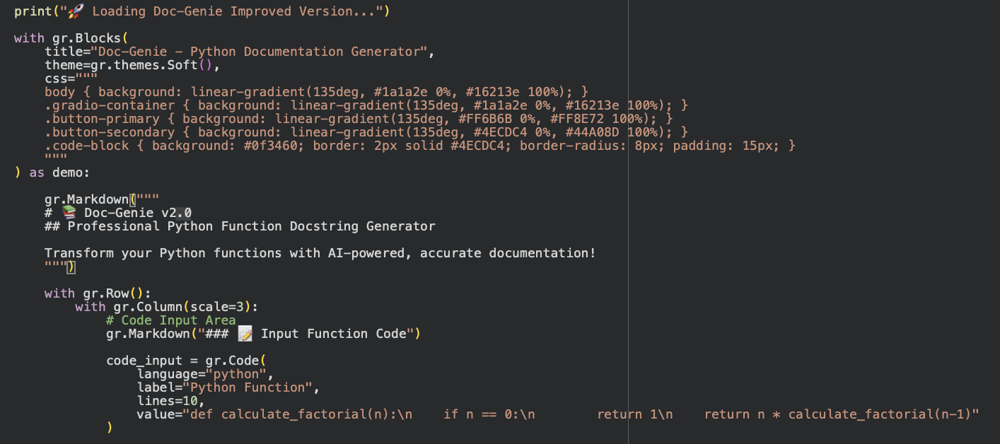 print("🚀 Loading Doc-Genie Improved Version...")
with gr.Blocks(
    title="Doc-Genie - Python Documentation Generator",
    theme=gr.themes.Soft(),
    css="""
    body { background: linear-gradient(135deg, #1a1a2e 0%, #16213e 100%); }
    .gradio-container { background: linear-gradient(135deg, #1a1a2e 0%, #16213e 100%); }
    .button-primary { background: linear-gradient(135deg, #FF6B6B 0%, #FF8E72 100%); }
    .button-secondary { background: linear-gradient(135deg, #4ECDC4 0%, #44A08D 100%); }
    .code-block { background: #0f3460; border: 2px solid #4ECDC4; border-radius: 8px; padding: 15px; }
    """
) as demo:
    gr.Markdown("""
    # 📚 Doc-Genie v2.0
    ## Professional Python Function Docstring Generator
    Transform your Python functions with AI-powered, accurate documentation!
    """)
    with gr.Row():
        with gr.Column(scale=3):
            # Code Input Area
            gr.Markdown("### 📝 Input Function Code")
            code_input = gr.Code(
                language="python",
                label="Python Function",
                lines=10,
                value="def calculate_factorial(n):\n    if n == 0:\n        return 1\n    return n * calculate_factorial(n-1)"
            )